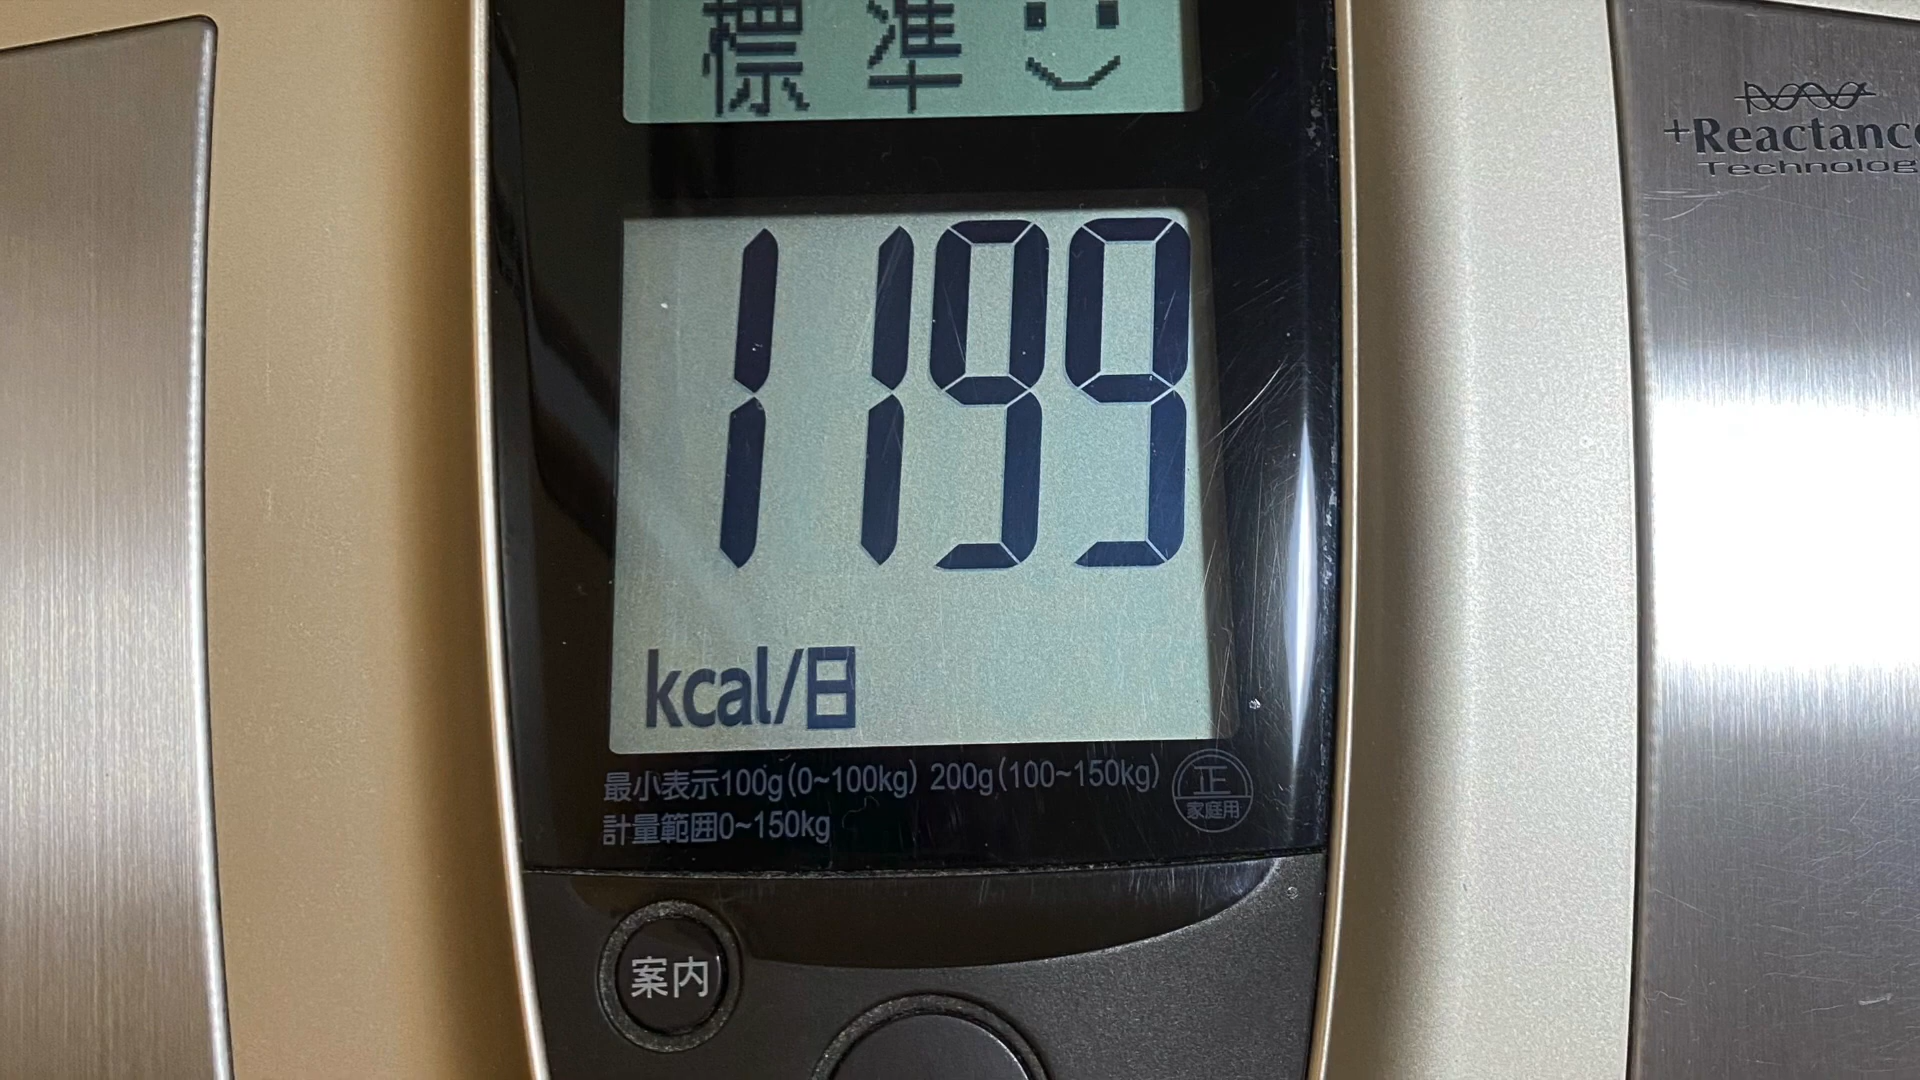 標準
+Reactance
Technolog
1199
kcal/日
最小表示100g(0~100kg) 200g(100~150kg)
計量範囲0~150kg
正
家庭用
案内